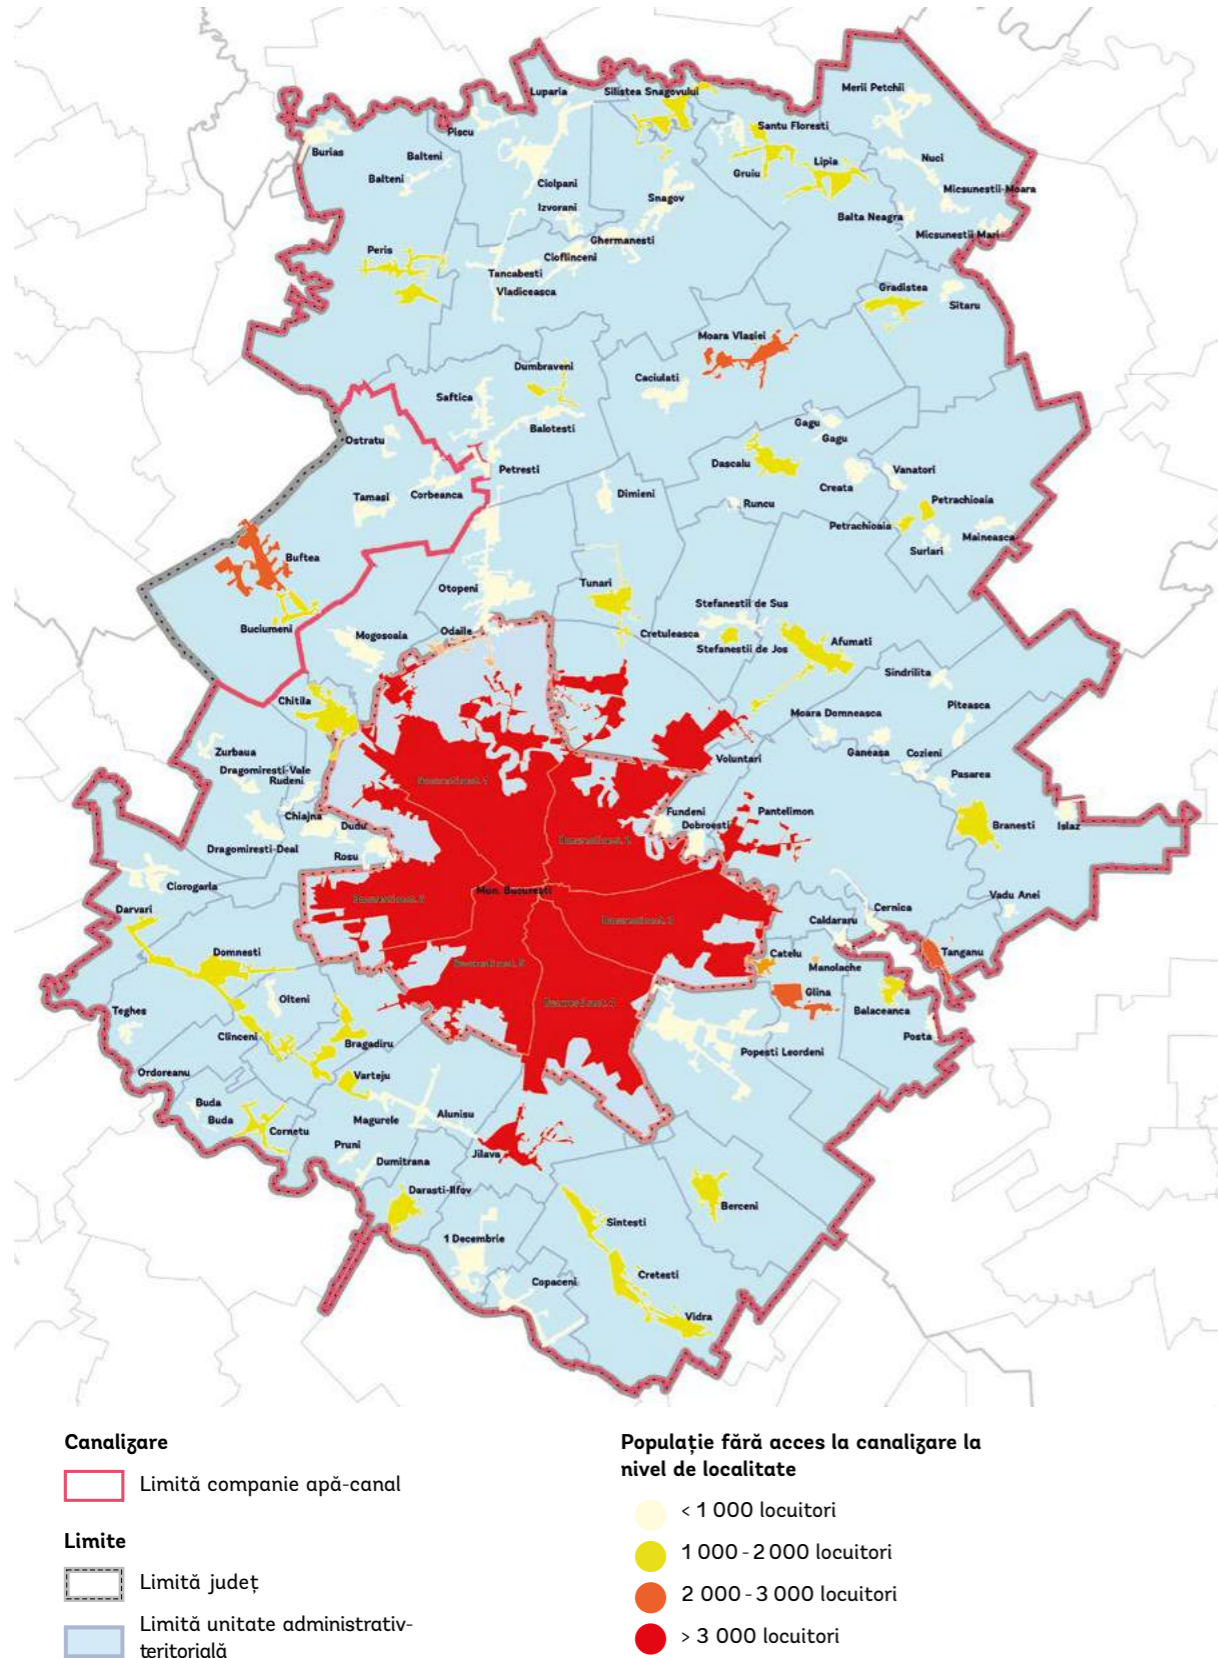 Luparia
Silistea Snagovului
Merii Petchii
Piscu
Santu Floresti
Burias
Balteni
Lipia
Nuci
Balteni
Ciolpani
Gruiu
Micsunestii-Moara
Snagov
Izvorani
Balta Neagra
Micsunestii Mari
Ghermanesti
Peris
Cioflinceni
Tancabesti
Vladiceasca
Gradistea
Sitaru
Moara Vlasiei
Dumbraveni
Caciulati
Saftica
Balotesti
Gagu
Gagu
Ostratu
Petresti
Dascalu
Vanatori
Creata
Tamasi
Corbeanca
Dimieni
Runcu
Petrachioaia
Petrachioaia
Maineasca
Surlari
Buftea
Otopeni
Tunari
Stefanestii de Sus
Buciumeni
Mogosoaia
Odaile
Cretuleasca
Stefanestii de Jos
Afumati
Sindrilita
Chitila
Piteasca
Moara Domneasca
Zurbaua
Ganeasa
Cozieni
Voluntari
Dragomiresti-Vale
Rudeni
Pasarea
Chiajna
Dudu
Fundeni
Dobroesti
Pantelimon
Branesti
Islaz
Dragomiresti-Deal
Rosu
Ciorogarla
Mun. Bucuresti
Vadu Anei
Darvari
Cernica
Caldararu
Domnesti
Catelu
Manolache
Tanganu
Olteni
Glina
Teghes
Balaceanca
Clinceni
Bragadiru
Posta
Popesti Leordeni
Ordoreanu
Varteju
Buda
Buda
Cornetu
Magurele
Alunisu
Pruni
Jilava
Dumitrana
Darasti-Ilfov
Berceni
Sintesti
1 Decembrie
Copaceni
Cretesti
Vidra
Canalizare
Limită companie apă-canal
Limite
Limită județ
Limită unitate administrativ-
teritorială
Populație fără acces la canalizare la
nivel de localitate
< 1 000 locuitori
1 000 - 2 000 locuitori
2 000 - 3 000 locuitori
> 3 000 locuitori